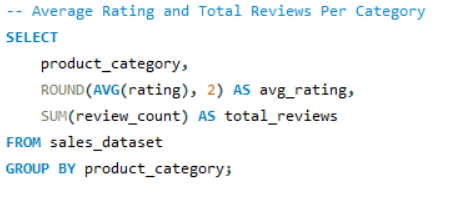 -- Average Rating and Total Reviews Per Category
SELECT
    product_category,
    ROUND(AVG(rating), 2) AS avg_rating,
    SUM(review_count) AS total_reviews
FROM sales_dataset
GROUP BY product_category;